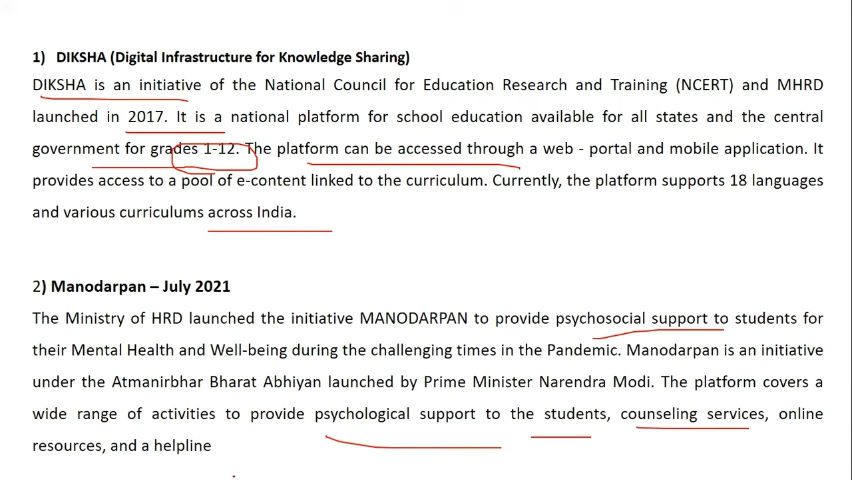 1) DIKSHA (Digital Infrastructure for Knowledge Sharing)
DIKSHA is an initiative of the National Council for Education Research and Training (NCERT) and MHRD
launched in 2017. It is a national platform for school education available for all states and the central
government for grades 1-12. The platform can be accessed through a web - portal and mobile application. It
provides access to a pool of e-content linked to the curriculum. Currently, the platform supports 18 languages
and various curriculums across India.
2) Manodarpan – July 2021
The Ministry of HRD launched the initiative MANODARPAN to provide psychosocial support to students for
their Mental Health and Well-being during the challenging times in the Pandemic. Manodarpan is an initiative
under the Atmanirbhar Bharat Abhiyan launched by Prime Minister Narendra Modi. The platform covers a
wide range of activities to provide psychological support to the students, counseling services, online
resources, and a helpline